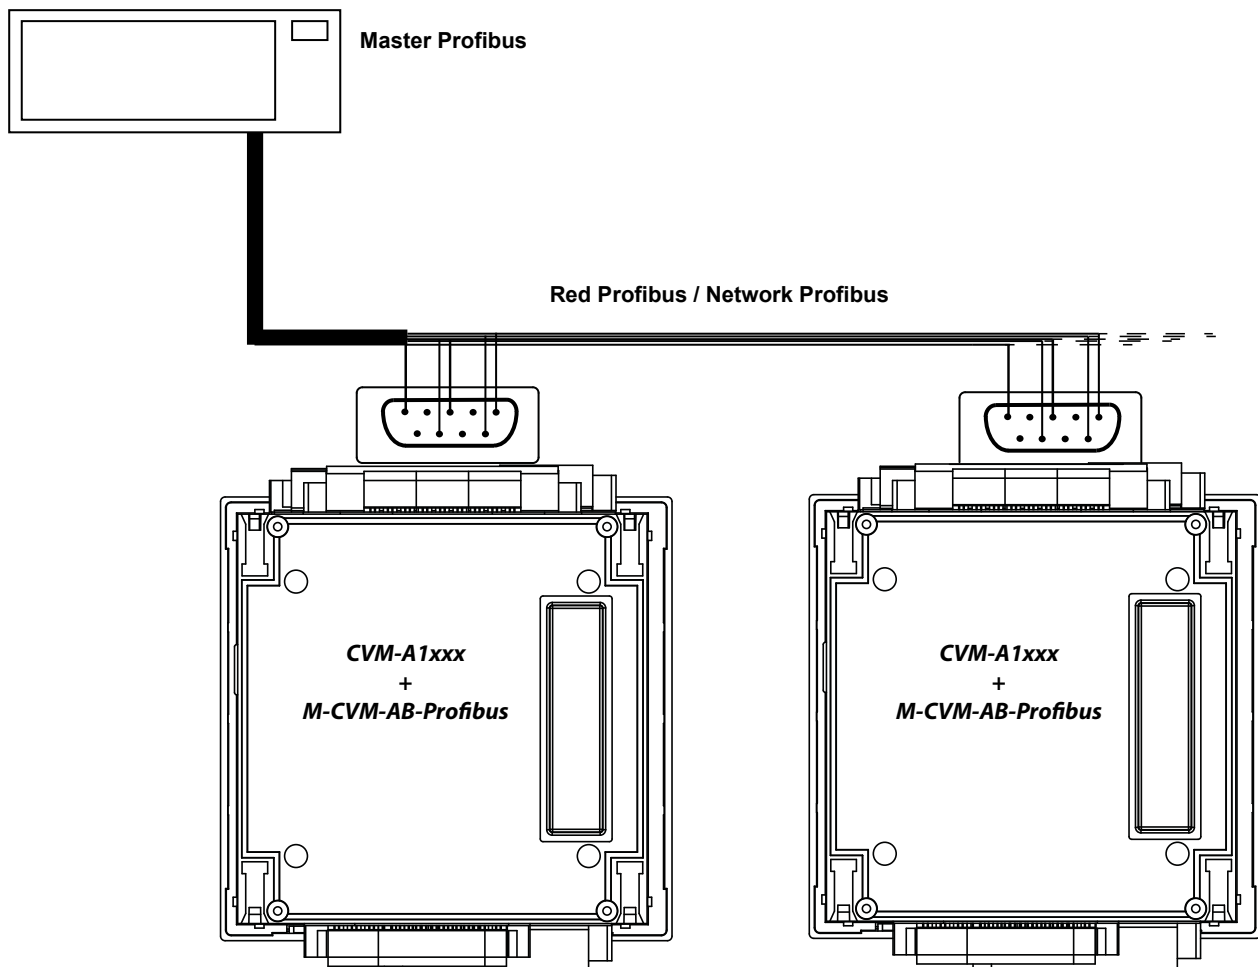 Master Profibus
Red Profibus / Network Profibus
CVM-A1xxx
+
M-CVM-AB-Profibus
CVM-A1xxx
+
M-CVM-AB-Profibus